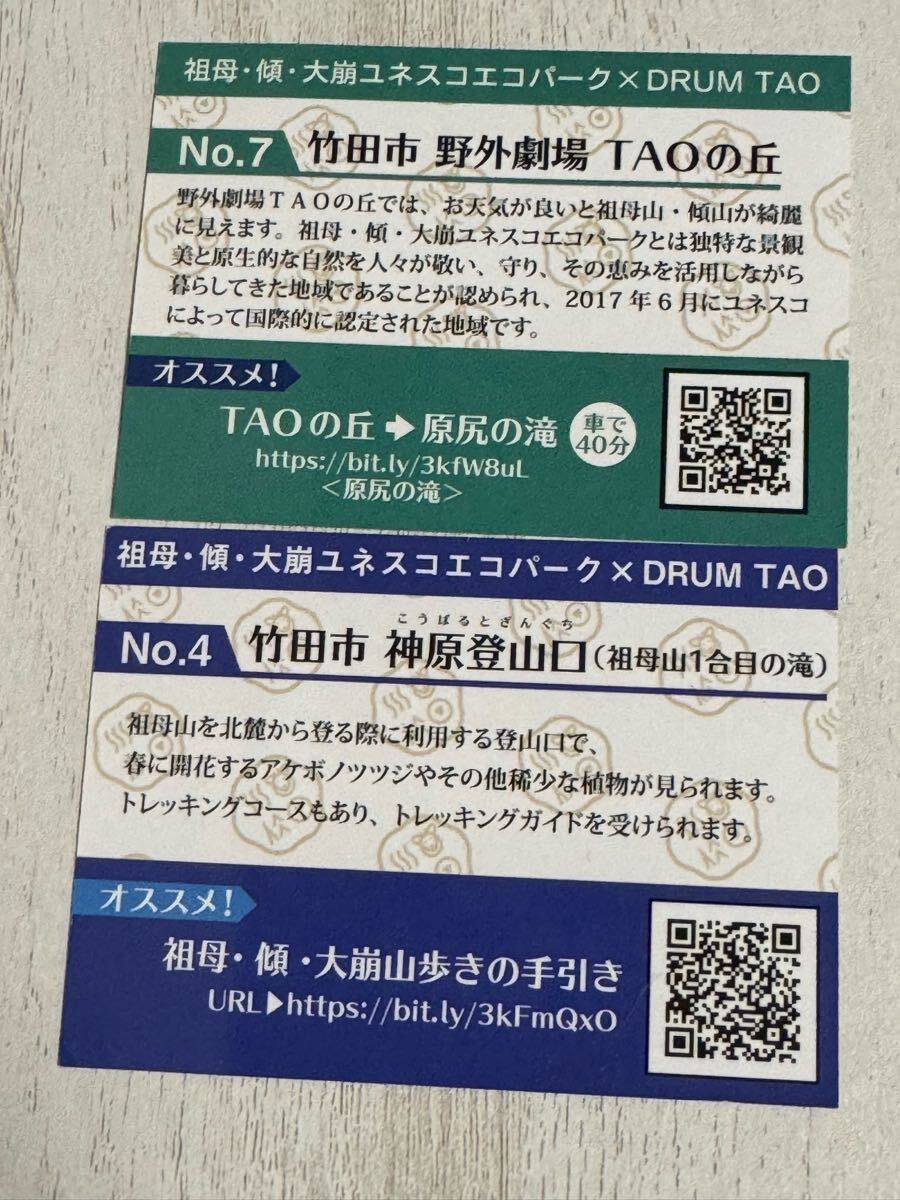 祖母・傾・大崩ユネスコエコパーク×DRUM TAO
No.7 竹田市 野外劇場 TAOの丘
野外劇場TAOの丘では、お天気が良いと祖母山・傾山が綺麗
に見えます。祖母・傾・大崩ユネスコエコパークとは独特な景観
美と原生的な自然を人々が敬い、守り、その恵みを活用しながら
暮らしてきた地域であることが認められ、2017年6月にユネスコ
によって国際的に認定された地域です。
オススメ!
TAOの丘➡原尻の滝 車で
40分
https://bit.ly/3kfW8uL
＜原尻の滝＞
祖母・傾・大崩ユネスコエコパーク×DRUM TAO
こうばるとざんぐち
No.4 竹田市 神原登山口(祖母山1合目の滝)
祖母山を北麓から登る際に利用する登山口で、
春に開花するアケボノツツジやその他稀少な植物が見られます。
トレッキングコースもあり、トレッキングガイドを受けられます。
オススメ!
祖母・傾・大崩山歩きの手引き
URL▶https://bit.ly/3kFmQxO